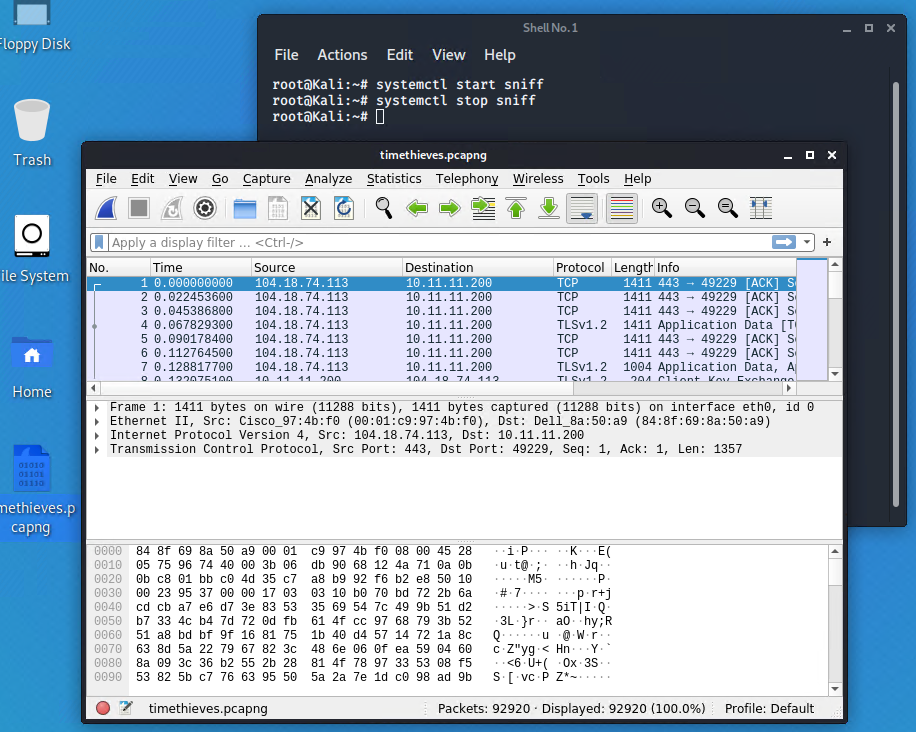 Floppy Disk
Trash
ile System
Home
01010
01101
01110
methieves.p
capng
Shell No. 1
File Actions Edit View Help
root@Kali:~# systemctl start sniff
root@Kali:~# systemctl stop sniff
root@Kali:~#
timethieves.pcapng
File Edit View Go Capture Analyze Statistics Telephony Wireless Tools Help
Apply a display filter ... <Ctrl-/>
No. Time Source Destination Protocol Length Info
1 0.000000000 104.18.74.113 10.11.11.200 TCP 1411 443 → 49229 [ACK] Se
2 0.022453600 104.18.74.113 10.11.11.200 TCP 1411 443 → 49229 [ACK] Se
3 0.045386800 104.18.74.113 10.11.11.200 TCP 1411 443 → 49229 [ACK] Se
4 0.067829300 104.18.74.113 10.11.11.200 TLSv1.2 1411 Application Data [TC
5 0.090178400 104.18.74.113 10.11.11.200 TCP 1411 443 → 49229 [ACK] Se
6 0.112764500 104.18.74.113 10.11.11.200 TCP 1411 443 → 49229 [ACK] Se
7 0.128817700 104.18.74.113 10.11.11.200 TLSv1.2 1004 Application Data, A
8 0.132075100 10.11.11.200 104.18.74.113 TLSv1.2 204 Client Key Exchange
Frame 1: 1411 bytes on wire (11288 bits), 1411 bytes captured (11288 bits) on interface eth0, id 0
Ethernet II, Src: Cisco_97:4b:f0 (00:01:c9:97:4b:f0), Dst: Dell_8a:50:a9 (84:8f:69:8a:50:a9)
Internet Protocol Version 4, Src: 104.18.74.113, Dst: 10.11.11.200
Transmission Control Protocol, Src Port: 443, Dst Port: 49229, Seq: 1, Ack: 1, Len: 1357
0000 84 8f 69 8a 50 a9 00 01 c9 97 4b f0 08 00 45 28 ··i·P··· ··K···E(
0010 05 75 96 74 40 00 3b 06 db 90 68 12 4a 71 0a 0b ·u·t@·;· ··h·Jq··
0020 0b c8 01 bb c0 4d 35 c7 a8 b9 92 f6 b2 e8 50 10 ·····M5· ······P·
0030 00 23 95 37 00 00 17 03 03 10 b0 70 bd 72 2b 6a ·#·7···· ···p·r+j
0040 cd cb a7 e6 d7 3e 83 53 35 69 54 7c 49 9b 51 d2 ·····>·S 5iT|I·Q·
0050 b7 33 4c b4 7d 72 0d fb 61 4f cc 97 68 79 3b 52 ·3L·}r·· aO··hy;R
0060 51 a8 bd bf 9f 16 81 75 1b 40 d4 57 14 72 1a 8c Q······u ·@·W·r··
0070 63 8d 5a 22 79 67 82 3c 48 6e 06 0f ea 59 04 60 c·Z"yg·< Hn···Y·`
0080 8a 09 3c 36 b2 55 2b 28 81 4f 78 97 33 53 08 f5 ··<6·U+( ·Ox·3S··
0090 53 82 5b c7 76 63 95 50 5a 2a 7e 1d c0 98 ad 9b S·[·vc·P Z*~·····
timethieves.pcapng Packets: 92920 · Displayed: 92920 (100.0%) Profile: Default